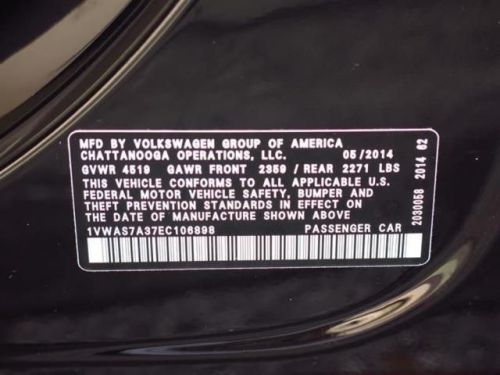 MFD BY VOLKSWAGEN GROUP OF AMERICA
CHATTANOOGA OPERATIONS, LLC. 05/2014
GVWR 4519 GAWR FRONT 2359 / REAR 2271 LBS
THIS VEHICLE CONFORMS TO ALL APPLICABLE U.S.
FEDERAL MOTOR VEHICLE SAFETY, BUMPER AND
THEFT PREVENTION STANDARDS IN EFFECT ON
THE DATE OF MANUFACTURE SHOWN ABOVE
1VWAS7A37EC106898 PASSENGER CAR
2030058 2014 62